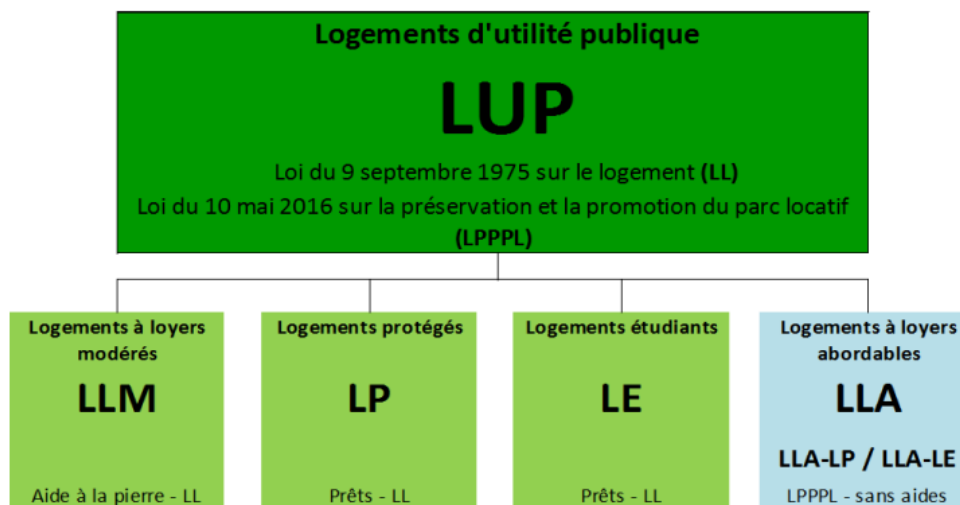 Logements d'utilité publique
LUP
Loi du 9 septembre 1975 sur le logement (LL)
Loi du 10 mai 2016 sur la préservation et la promotion du parc locatif
(LPPPL)
Logements à loyers
modérés
LLM
Aide à la pierre - LL
Logements protégés
LP
Prêts - LL
Logements étudiants
LE
Prêts - LL
Logements à loyers
abordables
LLA
LLA-LP / LLA-LE
LPPPL - sans aides